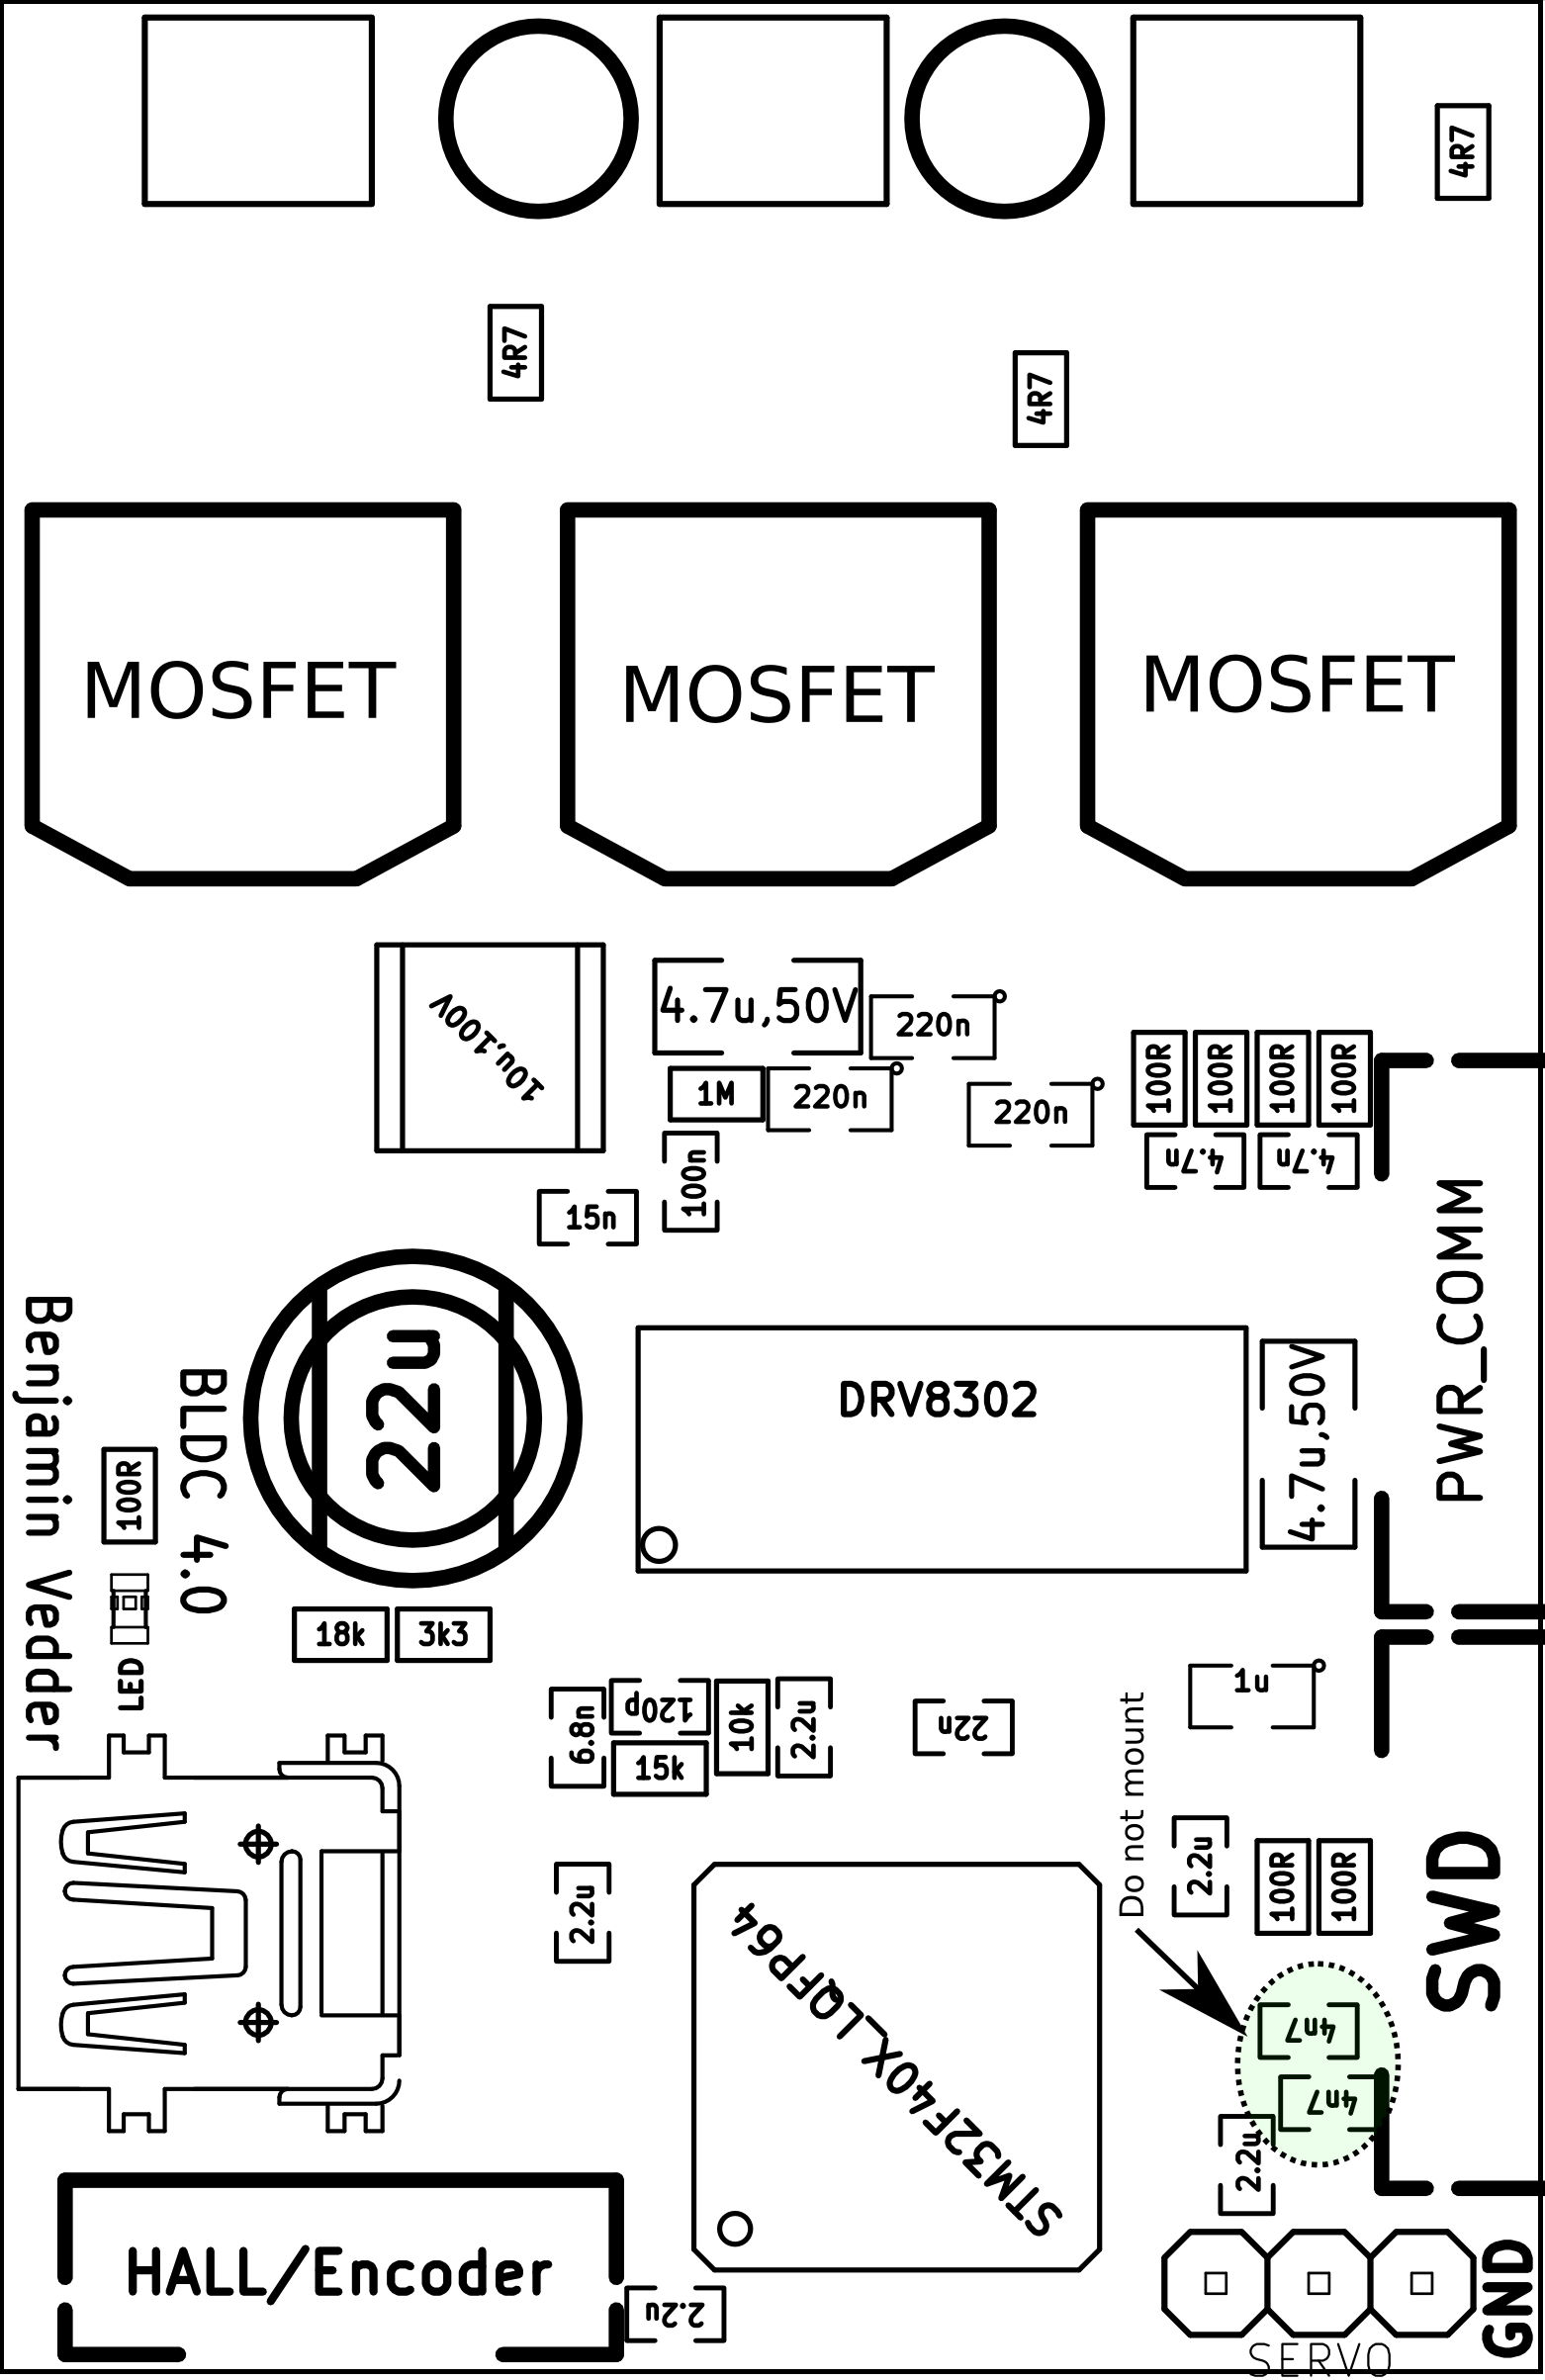 4R7
4R7
4R7
MOSFET
MOSFET
MOSFET
10u,100V
4.7u,50V
220n
1M
220n
220n
100R
100R
100R
100R
4.7n
4.7n
100n
15n
PWR_COMM
22u
DRV8302
4.7u,50V
Benjamin Vedder
BLDC 4.0
100R
LED
18k
3k3
6.8n
120p
15k
10k
2.2u
22n
1u
Do not mount
2.2u
100R
100R
SWD
2.2u
STM32F40X_LQFP64
4n7
4n7
2.2u
HALL/Encoder
2.2u
GND
SERVO